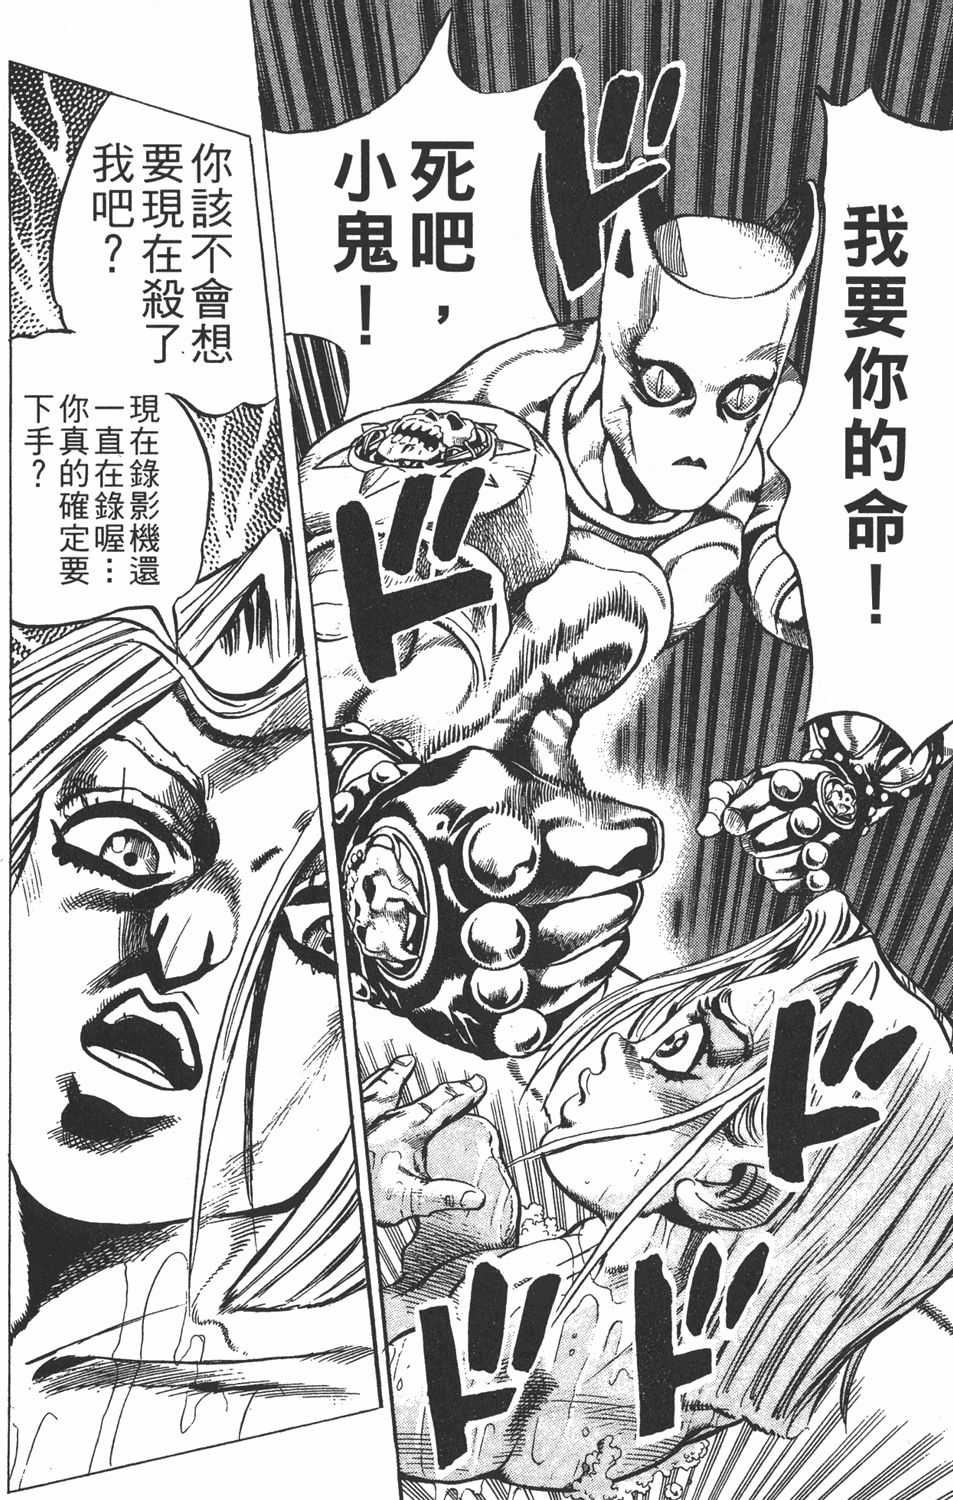 我要你的命！
死吧，
小鬼！
ドド
ド
ド
ドド
你該不會想
要現在殺了
我吧？
現在錄影機還
一直在錄喔…
你真的確定要
下手？